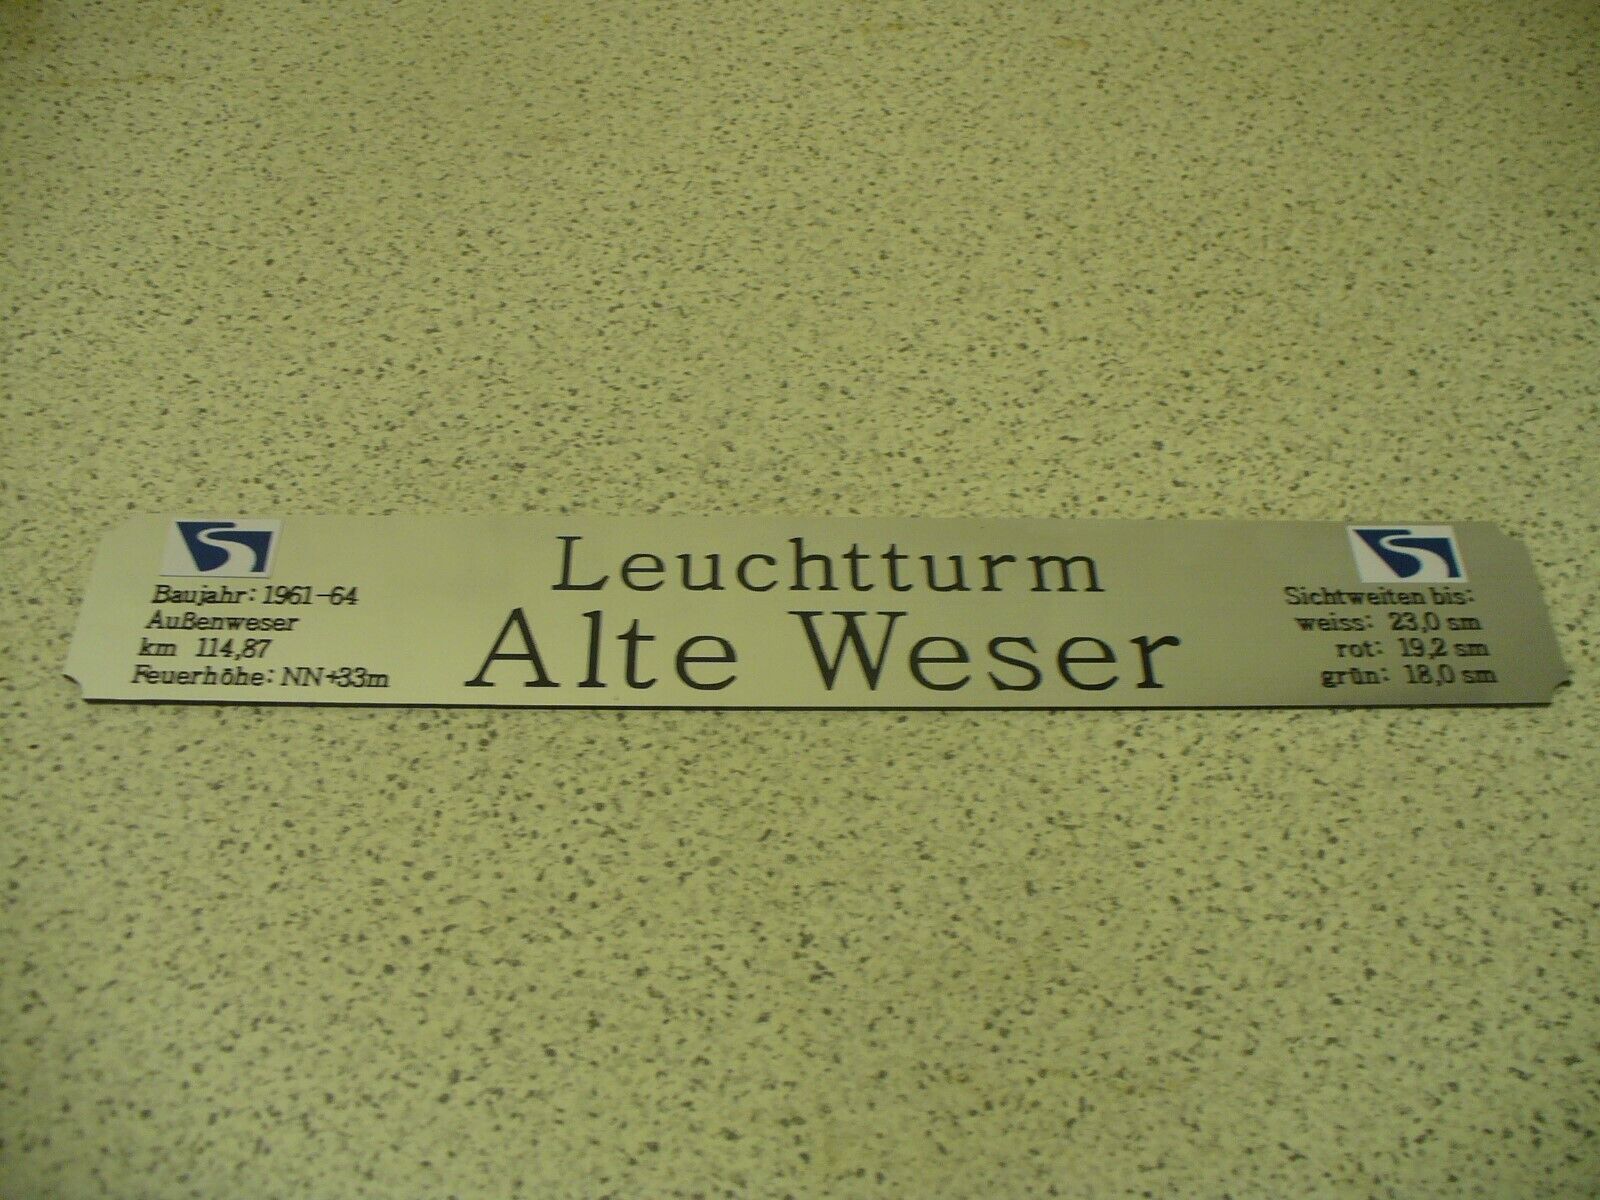 Baujahr: 1961-64
Außenweser
km 114,87
Feuerhöhe: NN+33m
Leuchtturm
Alte Weser
Sichtweiten bis:
weiss: 23,0 sm
rot: 19,2 sm
grün: 18,0 sm